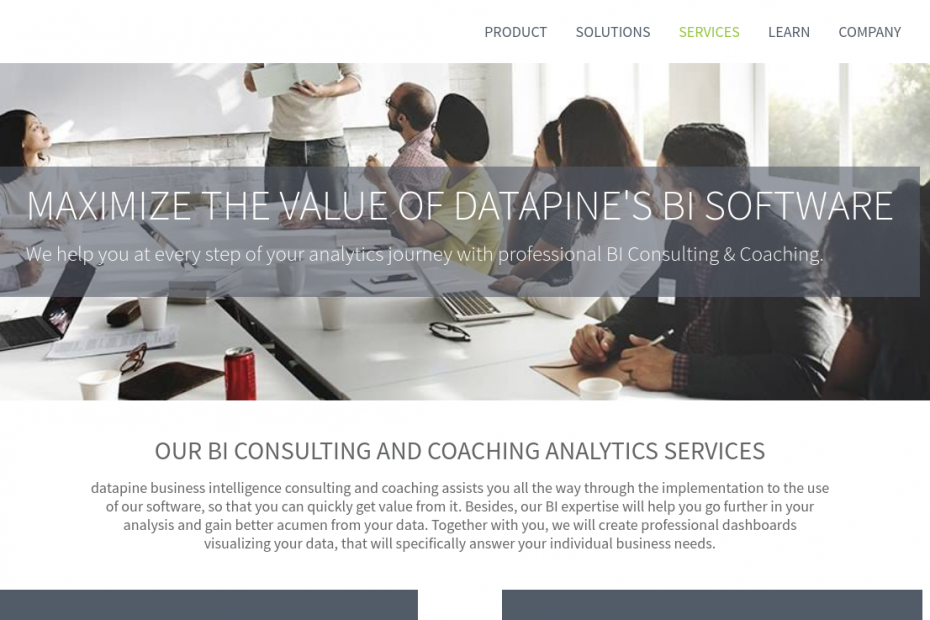 PRODUCT SOLUTIONS SERVICES LEARN COMPANY
MAXIMIZE THE VALUE OF DATAPINE'S BI SOFTWARE
We help you at every step of your analytics journey with professional BI Consulting & Coaching.
OUR BI CONSULTING AND COACHING ANALYTICS SERVICES
datapine business intelligence consulting and coaching assists you all the way through the implementation to the use
of our software, so that you can quickly get value from it. Besides, our BI expertise will help you go further in your
analysis and gain better acumen from your data. Together with you, we will create professional dashboards
visualizing your data, that will specifically answer your individual business needs.